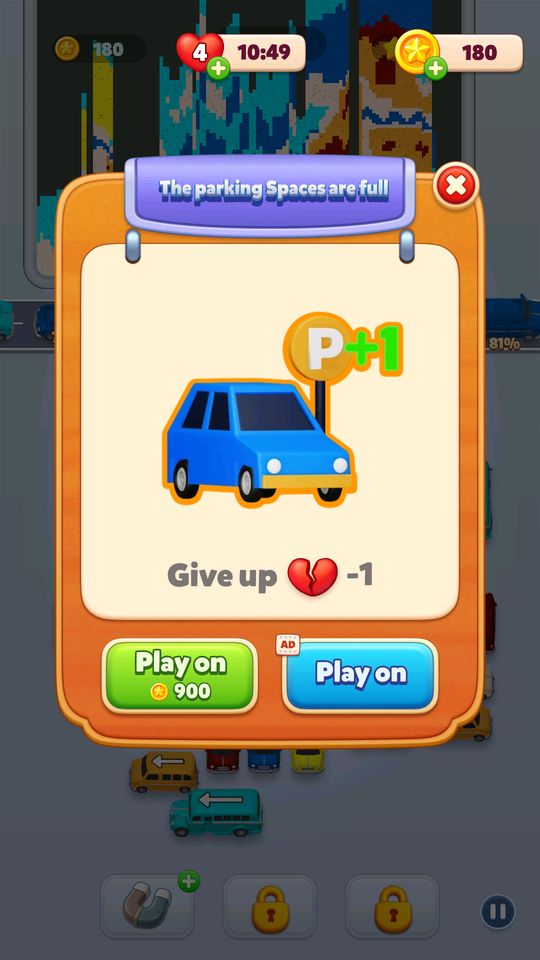 180
4
10:49
180
The parking Spaces are full
P+1
81%
Give up -1
AD
Play on
900
Play on